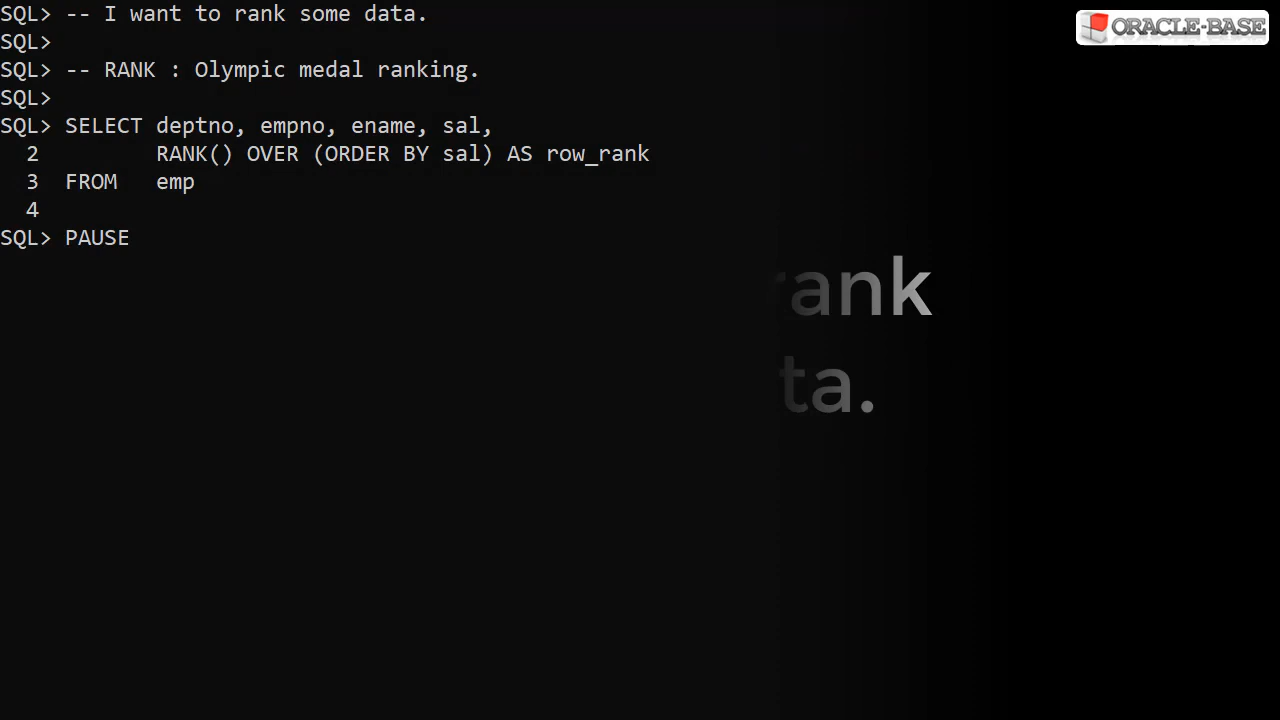 SQL> -- I want to rank some data.
SQL>
SQL> -- RANK : Olympic medal ranking.
SQL>
SQL> SELECT deptno, empno, ename, sal,
  2         RANK() OVER (ORDER BY sal) AS row_rank
  3  FROM   emp
  4
SQL> PAUSE
ORACLE-BASE
rank
ta.